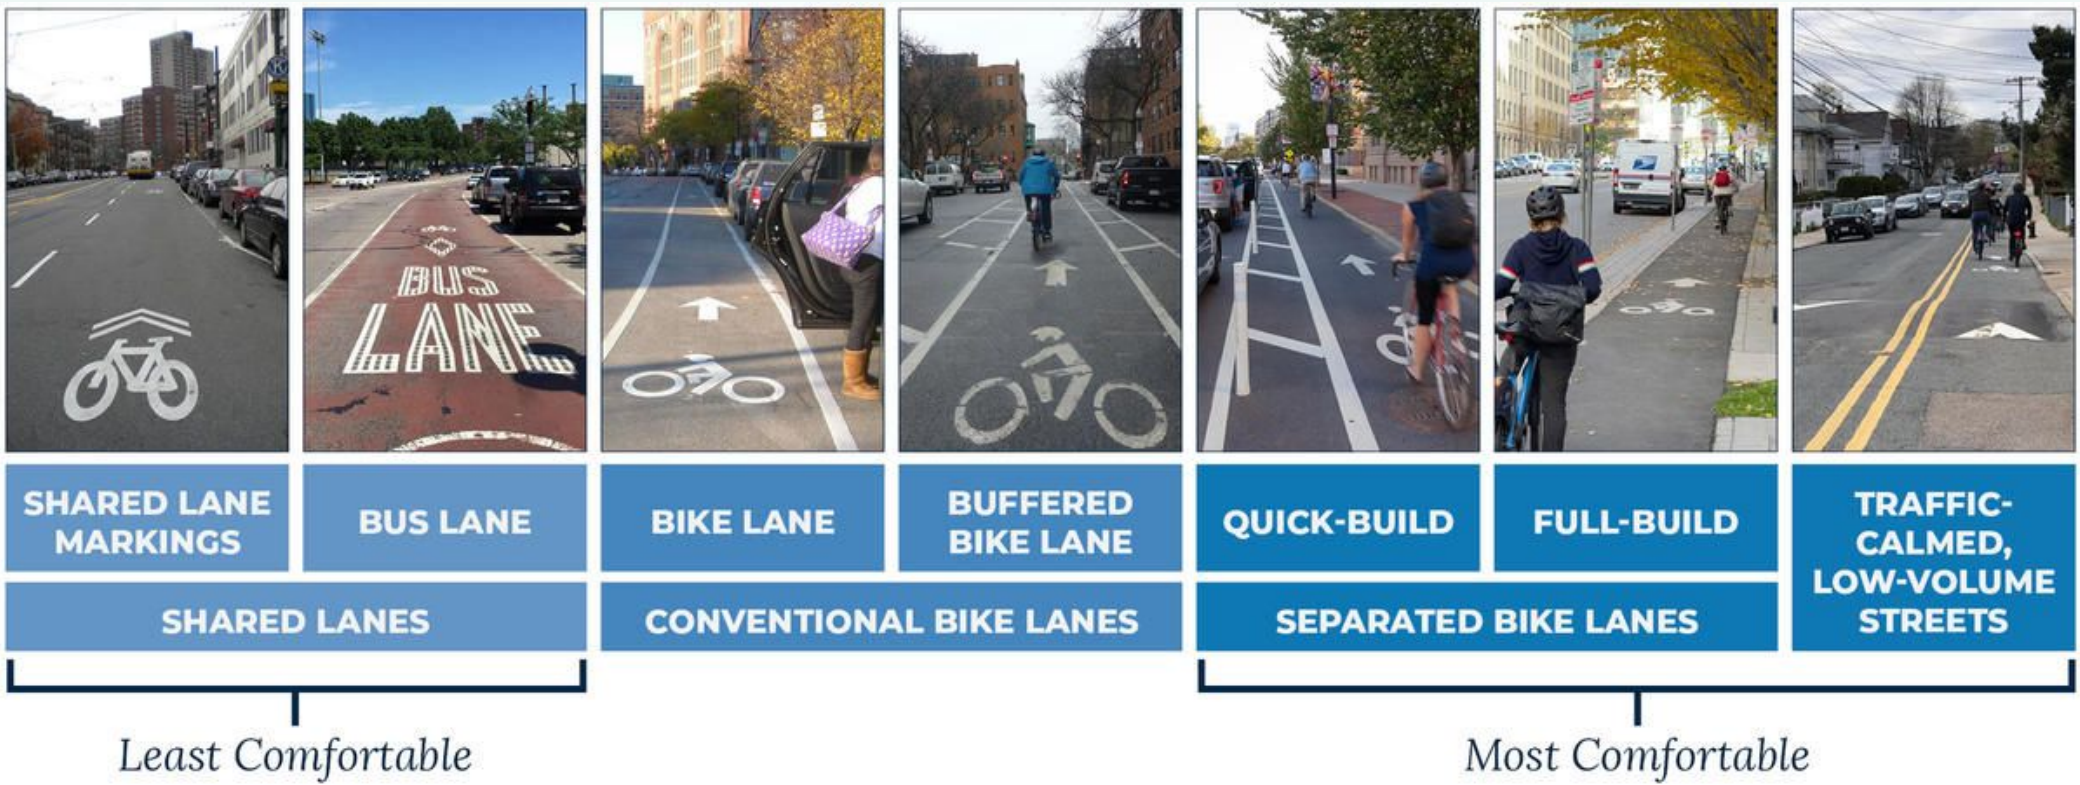 BUS
LANE
SHARED LANE
MARKINGS
BUS LANE
BIKE LANE
BUFFERED
BIKE LANE
QUICK-BUILD
FULL-BUILD
TRAFFIC-
CALMED,
LOW-VOLUME
STREETS
SHARED LANES
CONVENTIONAL BIKE LANES
SEPARATED BIKE LANES
Least Comfortable
Most Comfortable